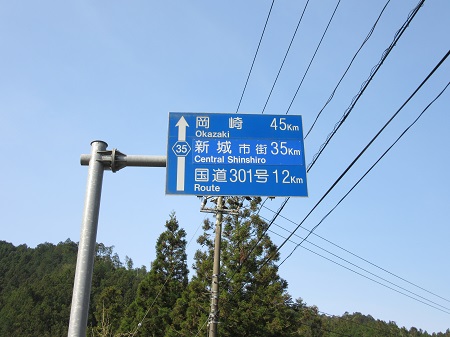 岡崎 45Km
Okazaki
35
新城市街 35Km
Central Shinshiro
国道301号 12Km
Route